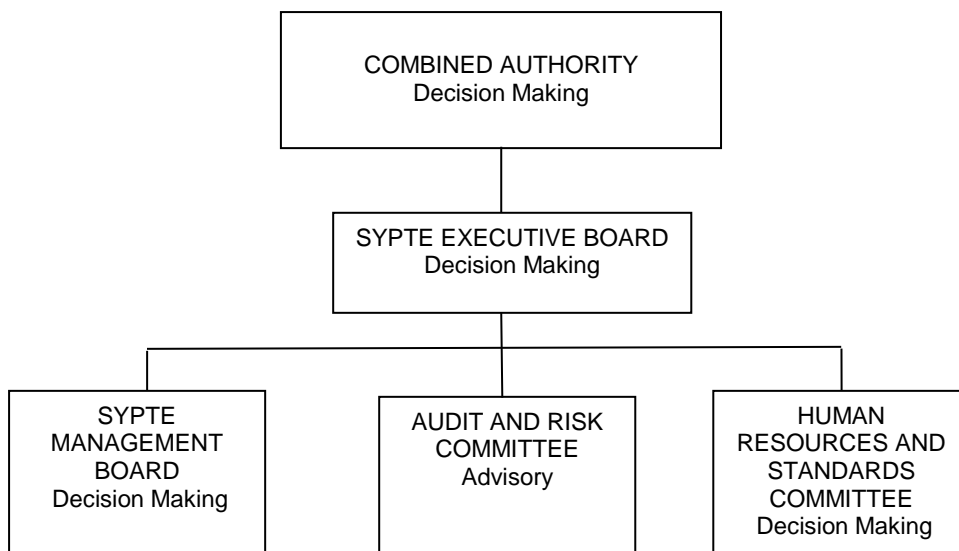 COMBINED AUTHORITY
Decision Making
SYPTE EXECUTIVE BOARD
Decision Making
SYPTE
MANAGEMENT
BOARD
Decision Making
AUDIT AND RISK
COMMITTEE
Advisory
HUMAN
RESOURCES AND
STANDARDS
COMMITTEE
Decision Making